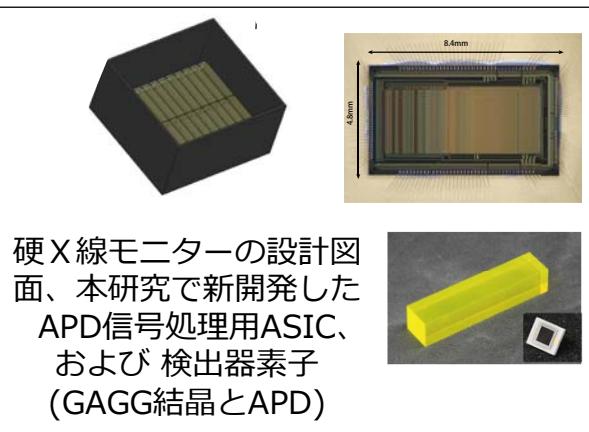 8.4mm
4.8mm
硬X線モニターの設計図
面、本研究で新開発した
APD信号処理用ASIC、
および 検出器素子
(GAGG結晶とAPD)